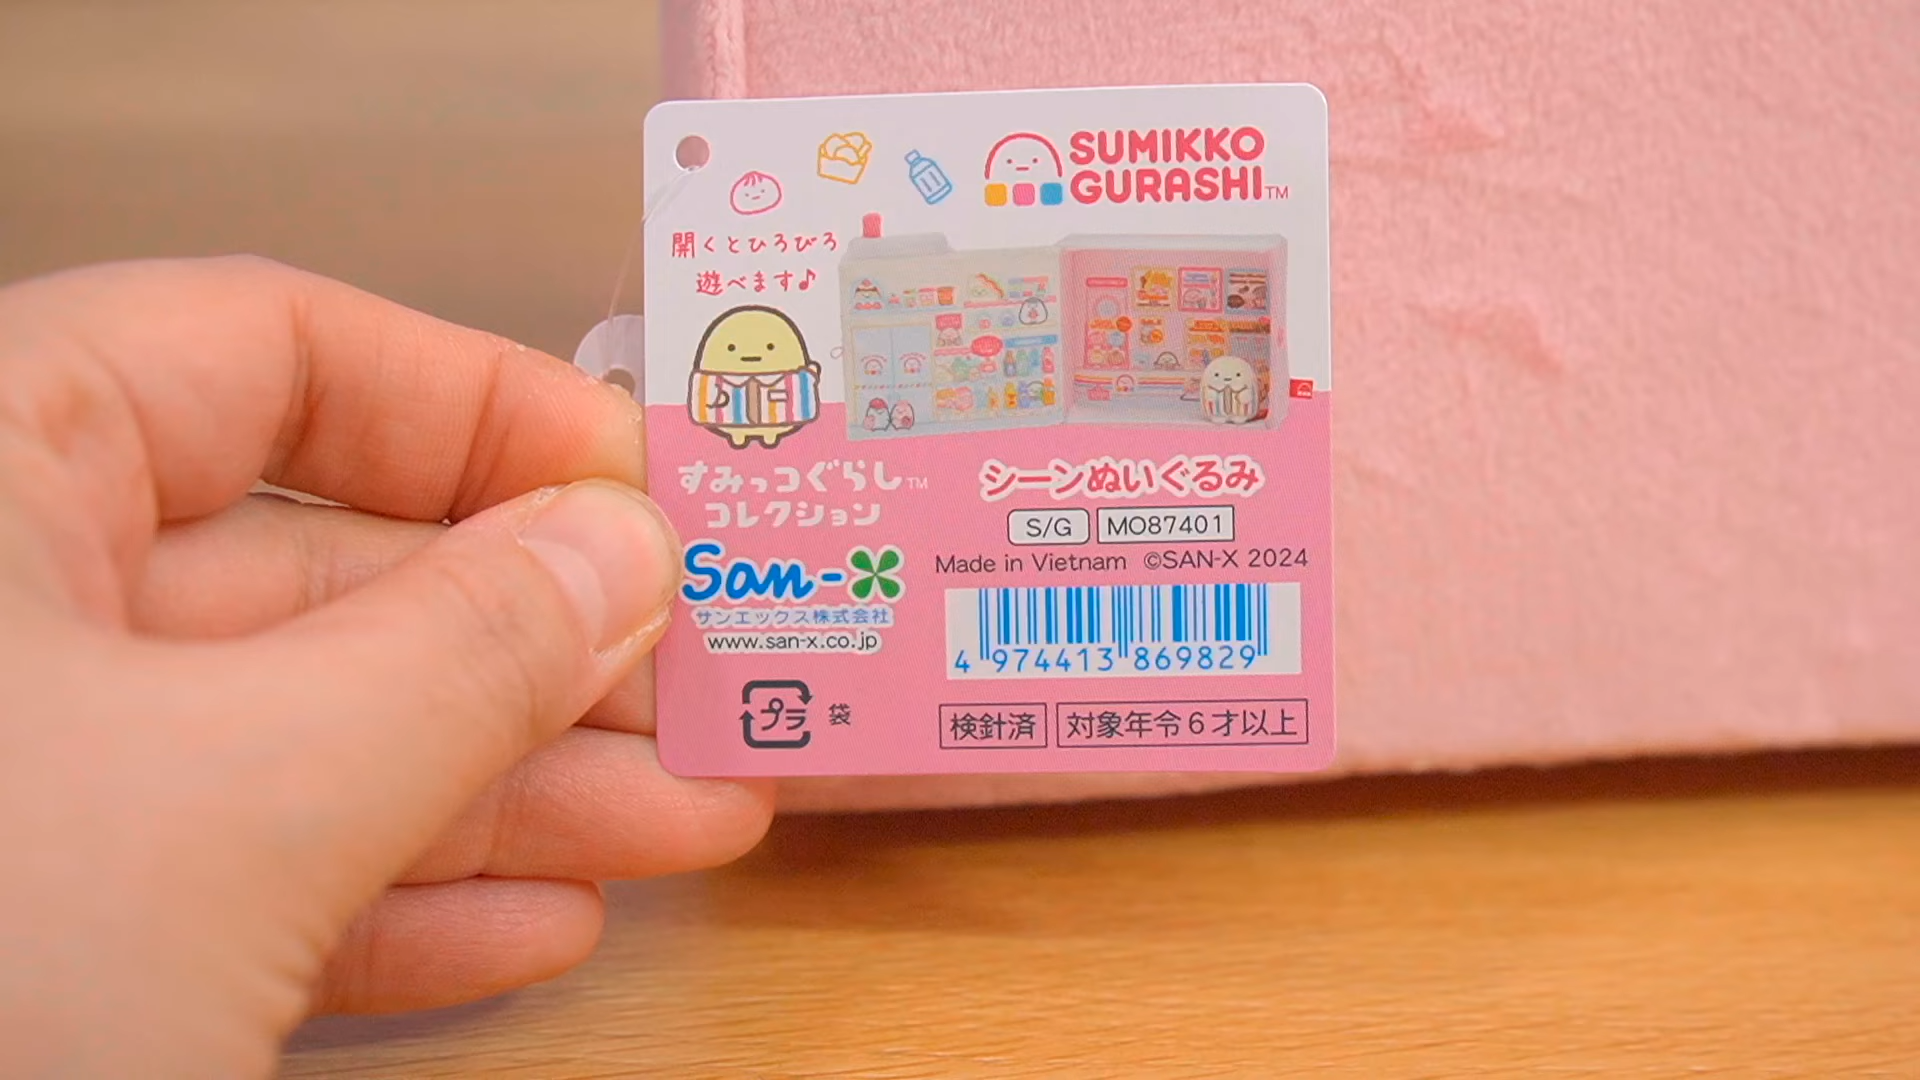 SUMIKKO
GURASHI™
開くとひろびろ
遊べます♪
すみっコぐらし™
コレクション
シーンぬいぐるみ
S/G MO87401
Made in Vietnam ©SAN-X 2024
San-X
サンエックス株式会社
www.san-x.co.jp
4 974413 869829
プラ 袋
検針済 対象年令6才以上